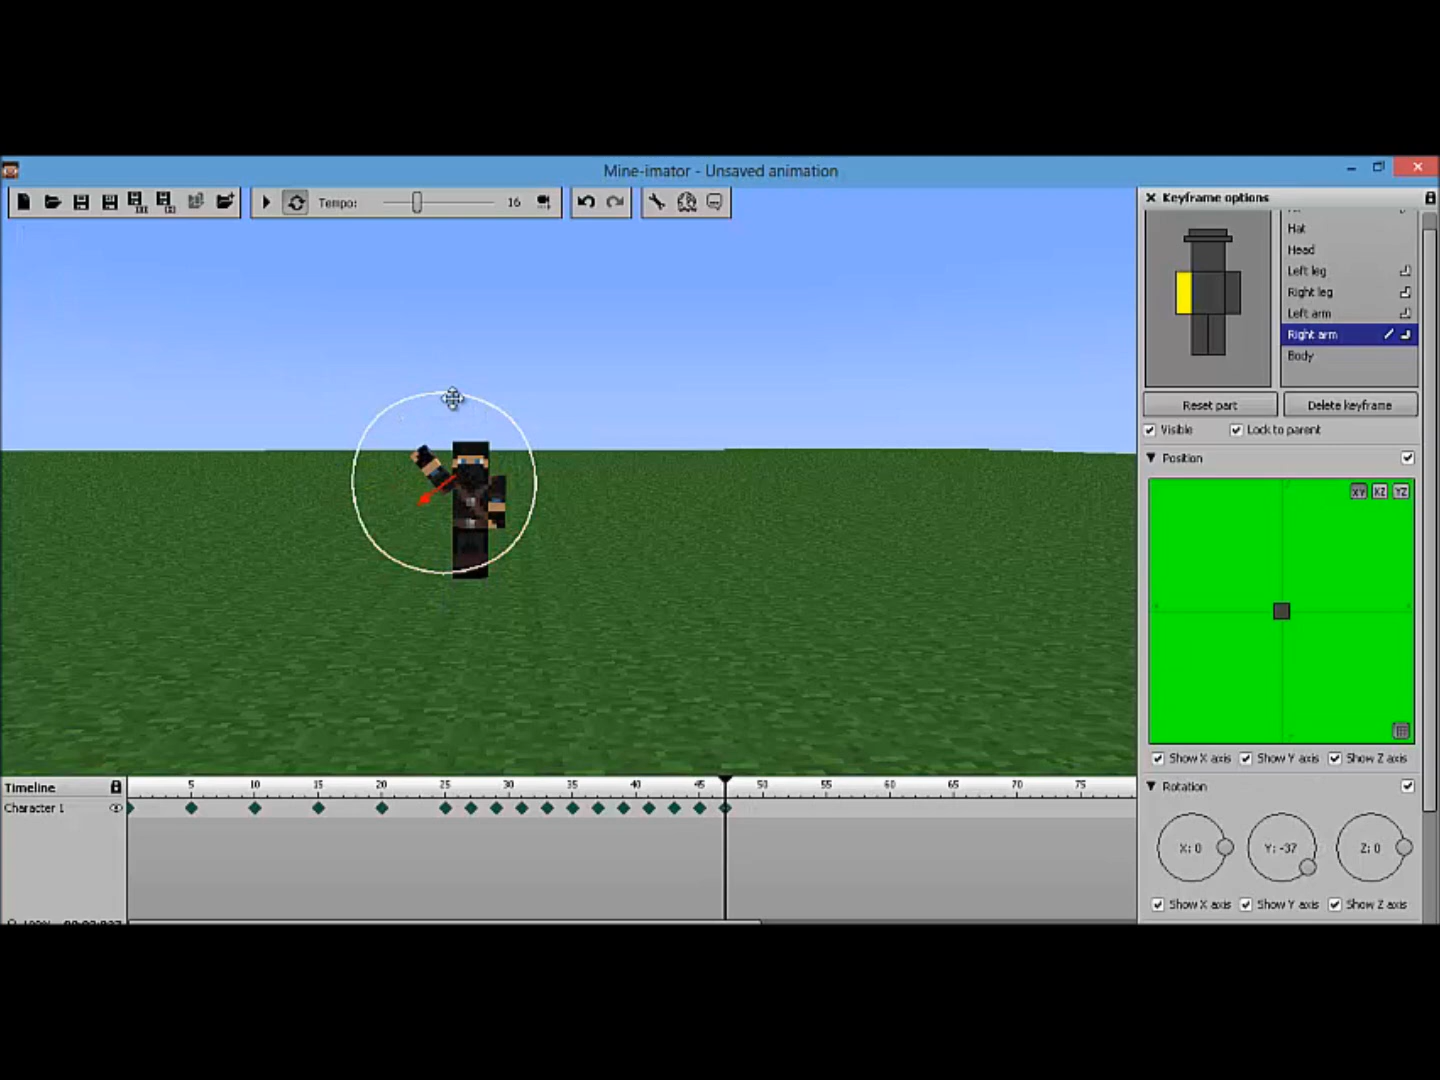 Mine-imator - Unsaved animation
Tempo: 16
Keyframe options
Hat
Head
Left leg
Right leg
Left arm
Right arm
Body
Reset part Delete keyframe
Visible Lock to parent
Position
XY XZ YZ
Show X axis Show Y axis Show Z axis
Rotation
X: 0 Y: -37 Z: 0
Show X axis Show Y axis Show Z axis
Timeline 5 10 15 20 25 30 35 40 45 50 55 60 65 70 75
Character 1